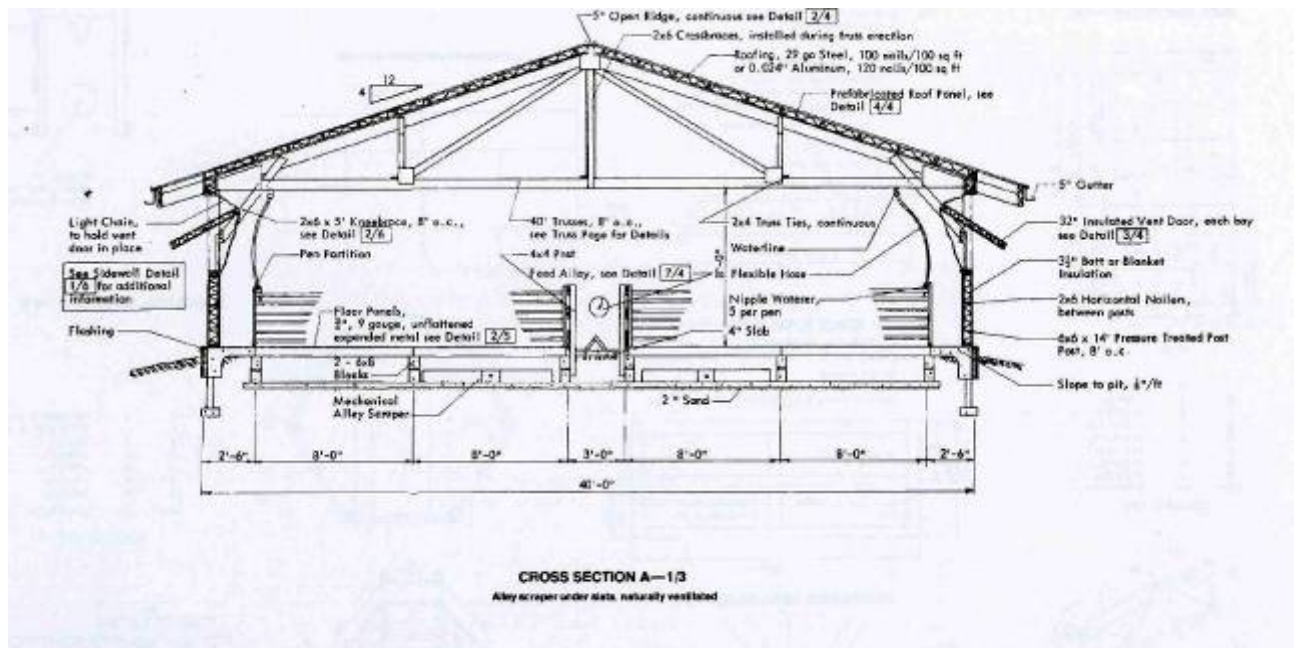 5" Open Ridge, continuous see Detail 2/4
2x6 Crossbraces, installed during truss erection
Roofing, 29 ga Steel, 100 nails/100 sq ft
or 0.024" Aluminum, 120 nails/100 sq ft
12
4
Prefabricated Roof Panel, see
Detail 4/4
5" Gutter
Light Chain,
to hold vent
door in place
2x6 x 5' Kneebrace, 8' o.c.,
see Detail 2/6
Pen Partition
40' Trusses, 8' o.c.,
see Truss Page for Details
4x4 Post
Feed Alley, see Detail 7/4
2x4 Truss Ties, continuous
Waterline
Flexible Hose
32" Insulated Vent Door, each bay
see Detail 3/4
3½" Batt or Blanket
Insulation
See Sidewall Detail
1/6 for additional
information
Nipple Waterer,
5 per pen
4" Slab
2x6 Horizontal Nailers,
between posts
Flashing
Floor Panels,
9 gauge, unflattened
expanded metal see Detail 2/5
6x6 x 14' Pressure Treated Post
Post, 8' o.c.
2 - 6x8
Blocks
Mechanical
Alley Scraper
2" Sand
Slope to pit,
2'-6"
8'-0"
8'-0"
3'-0"
8'-0"
8'-0"
2'-6"
40'-0"
CROSS SECTION A—1/3
Alley scraper under slats, naturally ventilated